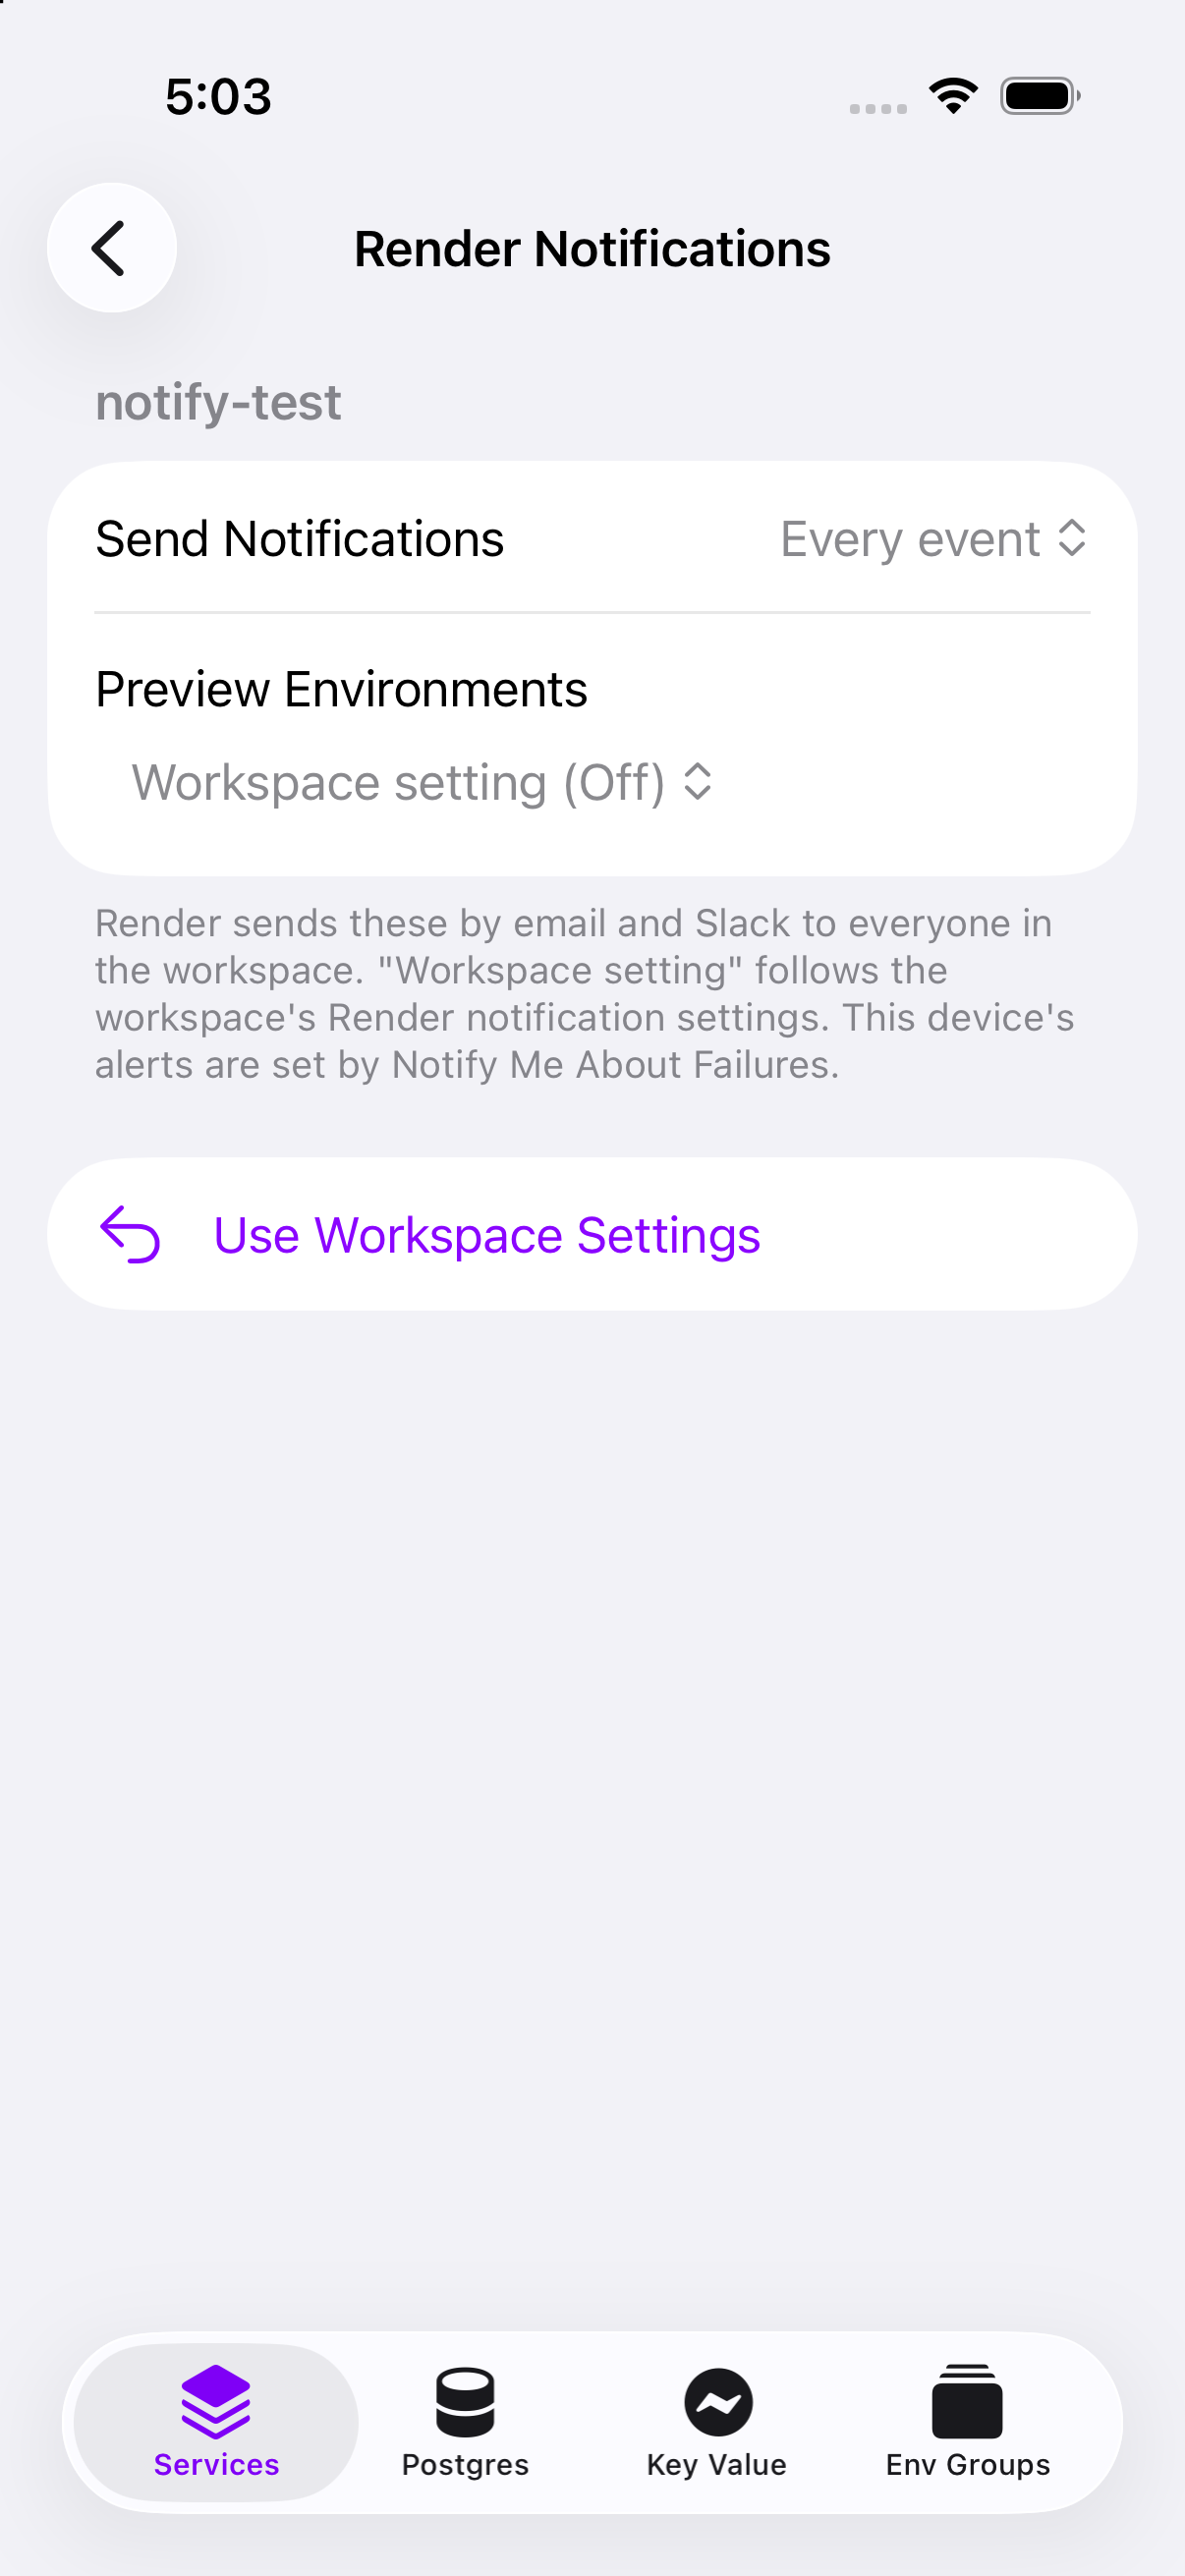 5:03
Render Notifications
notify-test
Send Notifications
Every event
Preview Environments
Workspace setting (Off)
Render sends these by email and Slack to everyone in
the workspace. "Workspace setting" follows the
workspace's Render notification settings. This device's
alerts are set by Notify Me About Failures.
Use Workspace Settings
Services
Postgres
Key Value
Env Groups